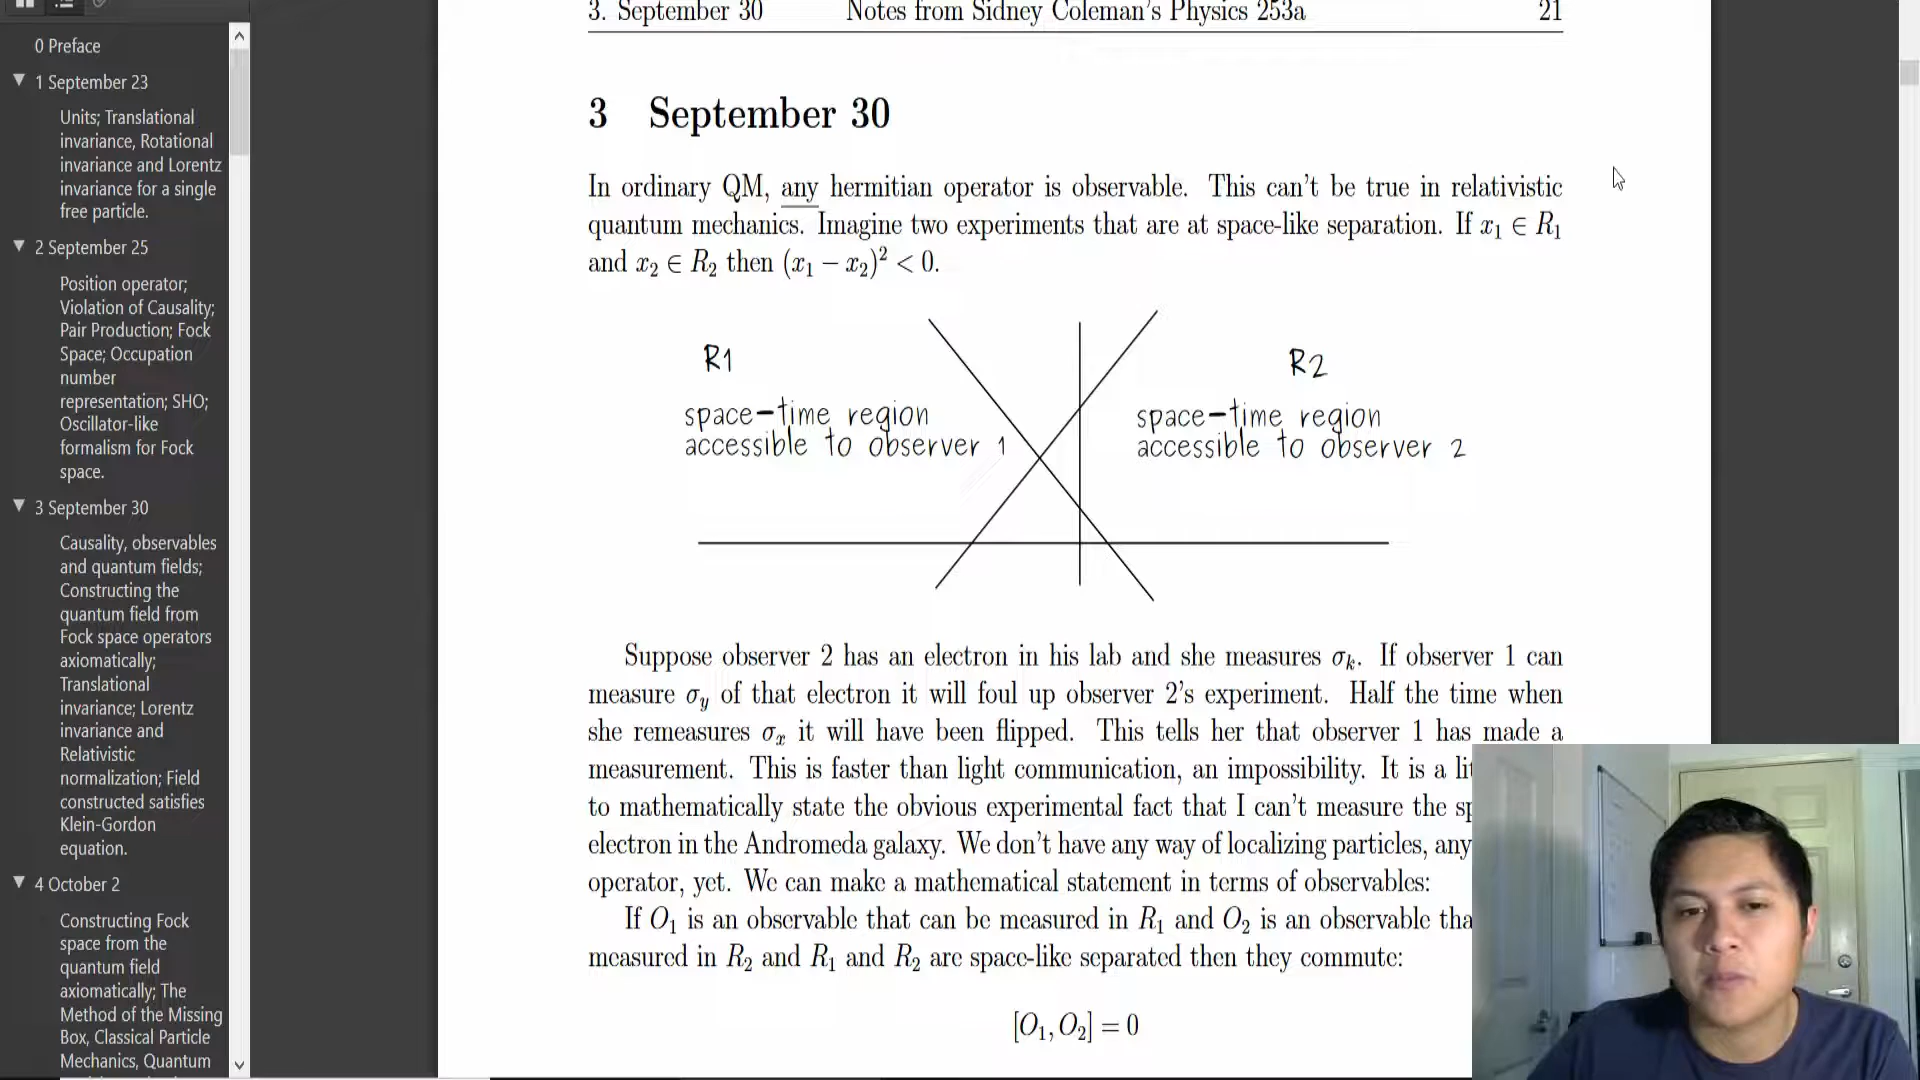 0 Preface
1 September 23
Units; Translational
invariance, Rotational
invariance and Lorentz
invariance for a single
free particle.
2 September 25
Position operator;
Violation of Causality;
Pair Production; Fock
Space; Occupation
number
representation; SHO;
Oscillator-like
formalism for Fock
space.
3 September 30
Causality, observables
and quantum fields;
Constructing the
quantum field from
Fock space operators
axiomatically;
Translational
invariance; Lorentz
invariance and
Relativistic
normalization; Field
constructed satisfies
Klein-Gordon
equation.
4 October 2
Constructing Fock
space from the
quantum field
axiomatically; The
Method of the Missing
Box, Classical Particle
Mechanics, Quantum
3. September 30 Notes from Sidney Coleman's Physics 253a 21
3 September 30
In ordinary QM, any hermitian operator is observable. This can't be true in relativistic
quantum mechanics. Imagine two experiments that are at space-like separation. If x₁ ∈ R₁
and x₂ ∈ R₂ then (x₁ − x₂)² < 0.
R1
space-time region
accessible to observer 1
R2
space-time region
accessible to observer 2
Suppose observer 2 has an electron in his lab and she measures σₖ. If observer 1 can
measure σ_y of that electron it will foul up observer 2's experiment. Half the time when
she remeasures σₓ it will have been flipped. This tells her that observer 1 has made a
measurement. This is faster than light communication, an impossibility. It is a lit
to mathematically state the obvious experimental fact that I can't measure the sp
electron in the Andromeda galaxy. We don't have any way of localizing particles, any
operator, yet. We can make a mathematical statement in terms of observables:
If O₁ is an observable that can be measured in R₁ and O₂ is an observable tha
measured in R₂ and R₁ and R₂ are space-like separated then they commute:
[O₁, O₂] = 0